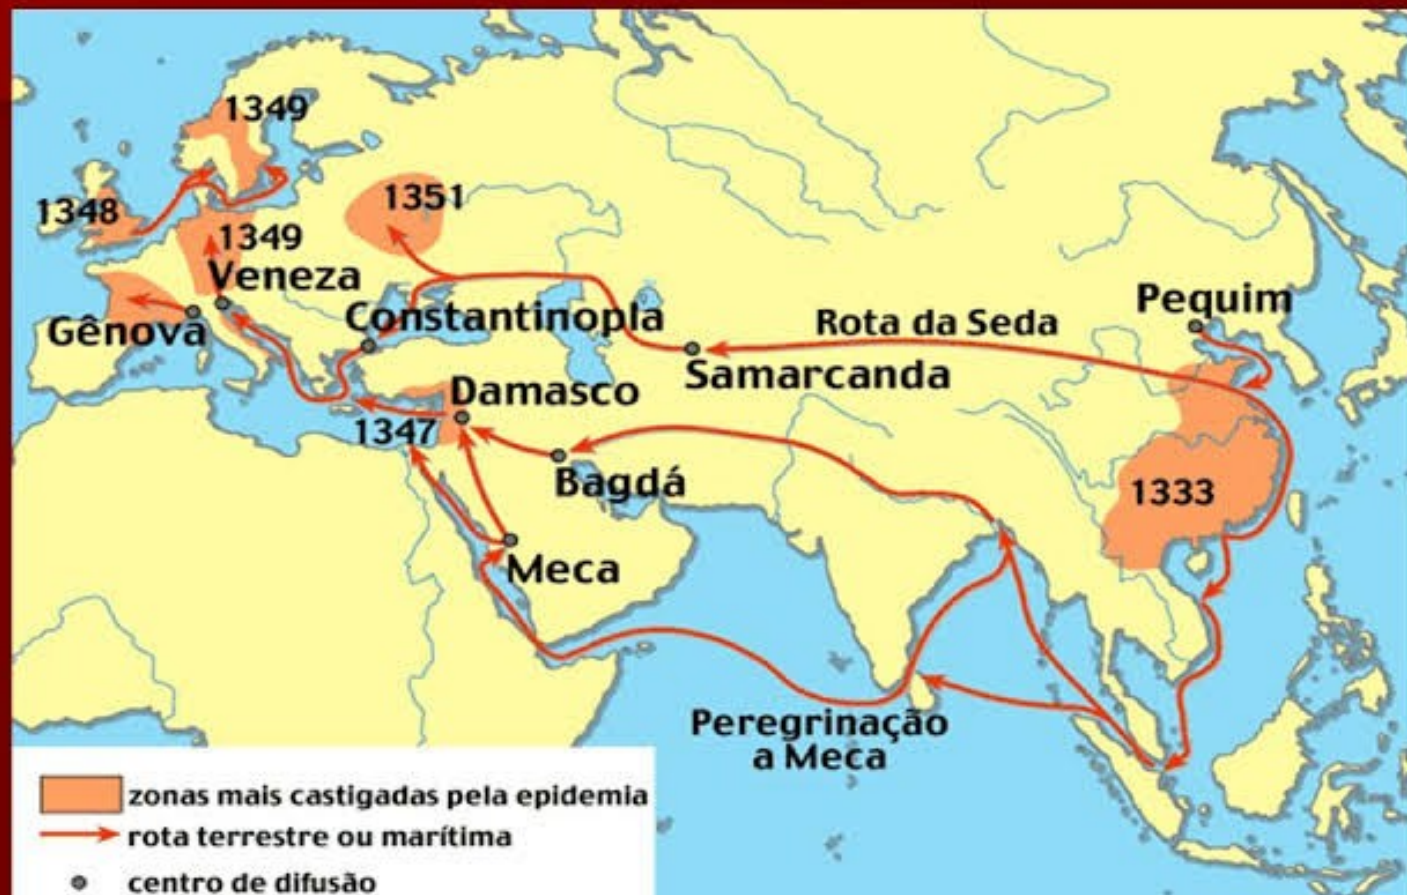 1349
1348
1351
1349
Veneza
Gênova
Constantinopla
Pequim
Rota da Seda
Samarcanda
Damasco
1347
Bagdá
1333
Meca
Peregrinação
a Meca
zonas mais castigadas pela epidemia
rota terrestre ou marítima
centro de difusão